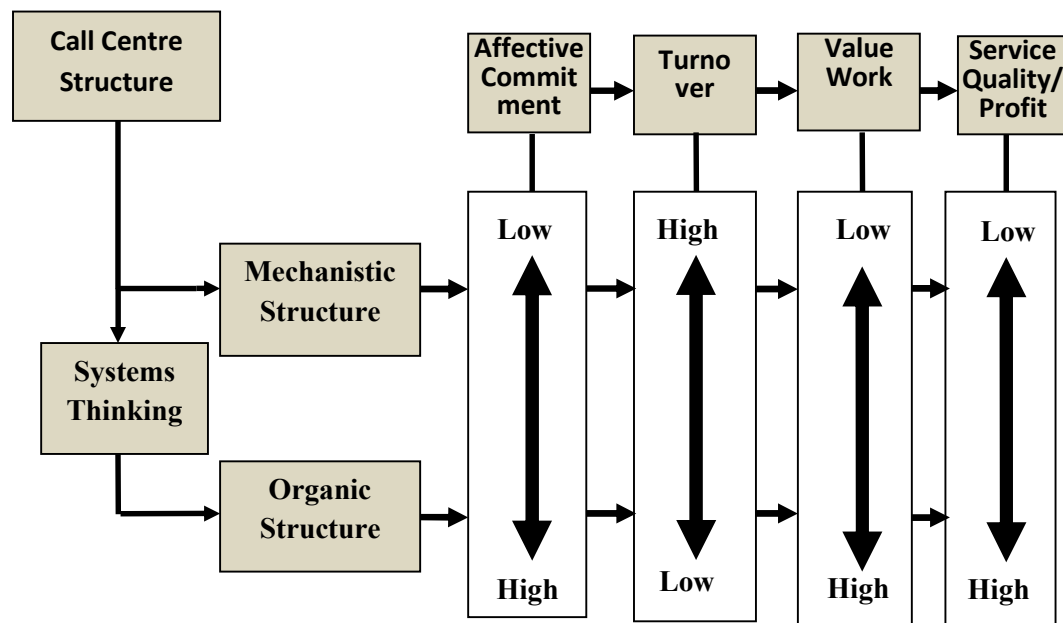 Call Centre
Structure
Affective
Commit
ment
Turno
ver
Value
Work
Service
Quality/
Profit
Low
High
Low
Low
Mechanistic
Structure
Systems
Thinking
Organic
Structure
High
Low
High
High